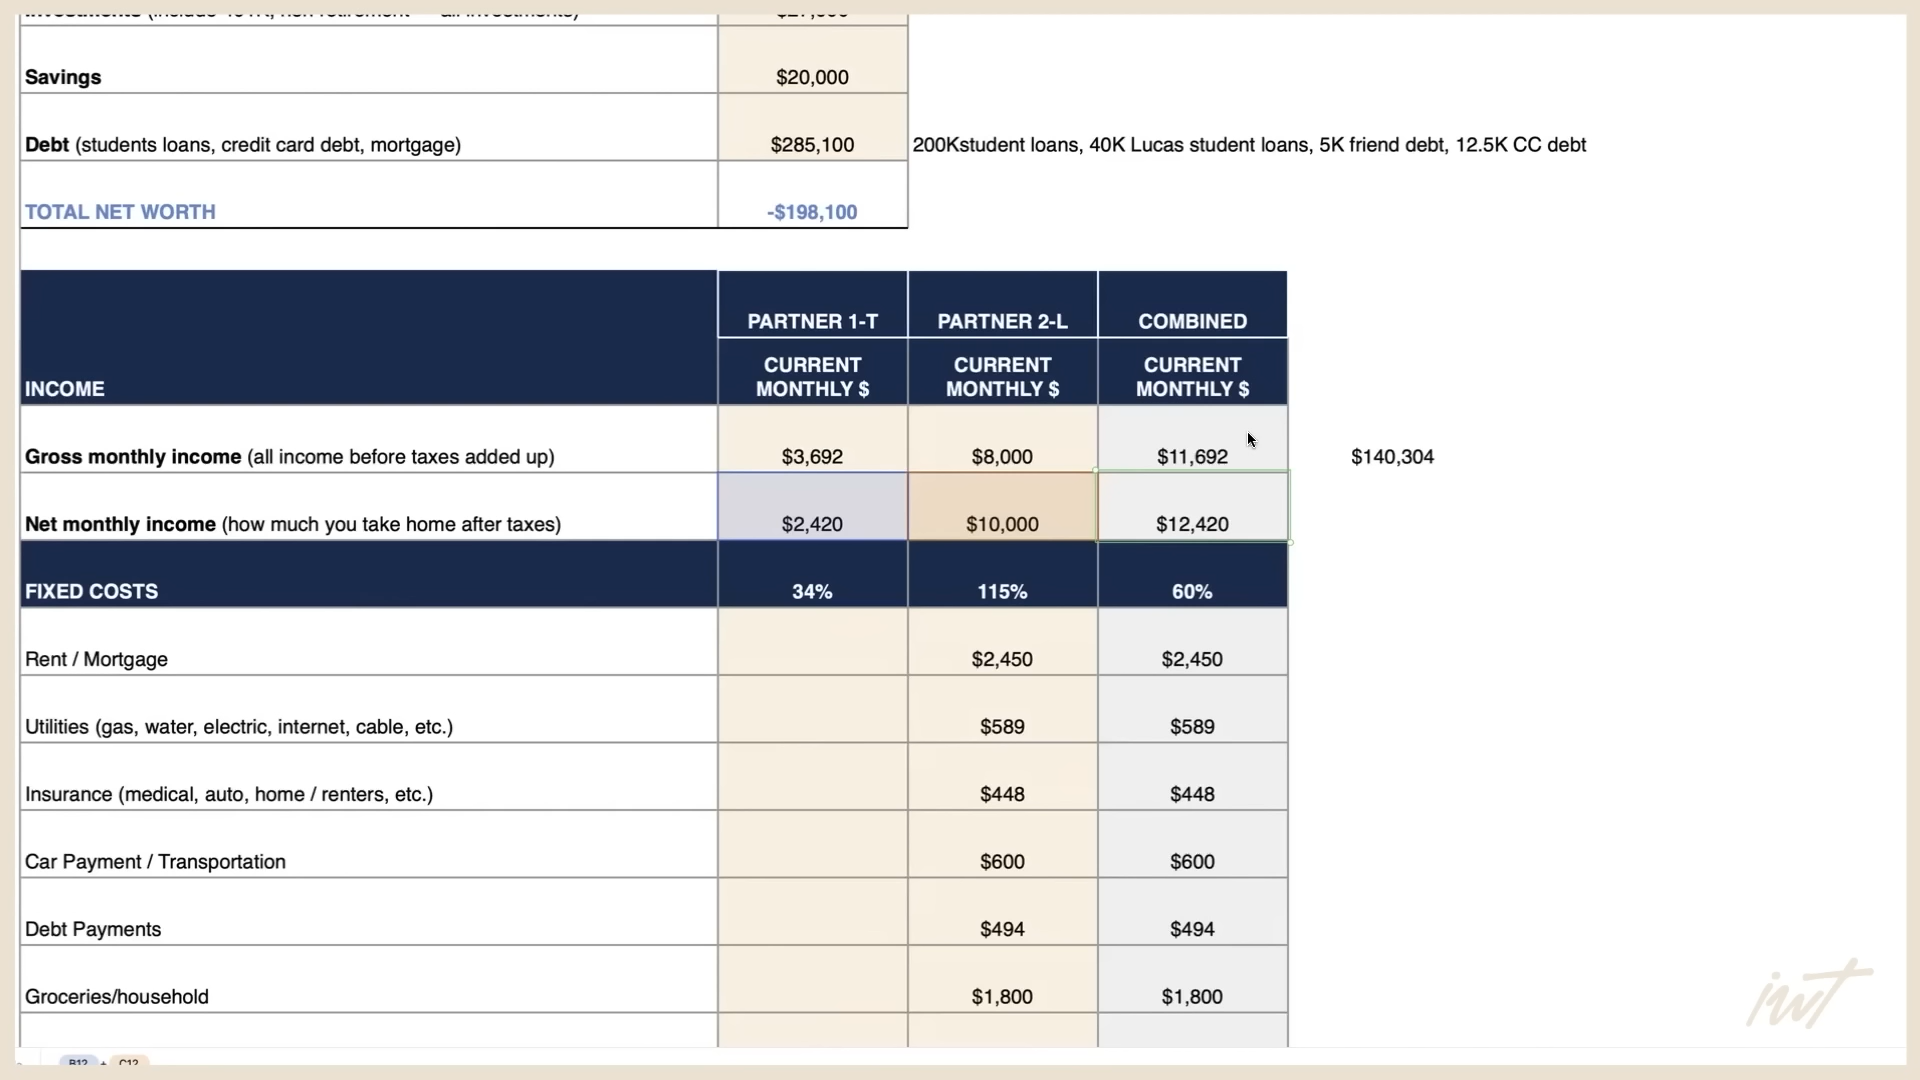 Savings $20,000
Debt (students loans, credit card debt, mortgage) $285,100 200Kstudent loans, 40K Lucas student loans, 5K friend debt, 12.5K CC debt
TOTAL NET WORTH -$198,100
PARTNER 1-T PARTNER 2-L COMBINED
INCOME CURRENT MONTHLY $ CURRENT MONTHLY $ CURRENT MONTHLY $
Gross monthly income (all income before taxes added up) $3,692 $8,000 $11,692 $140,304
Net monthly income (how much you take home after taxes) $2,420 $10,000 $12,420
FIXED COSTS 34% 115% 60%
Rent / Mortgage $2,450 $2,450
Utilities (gas, water, electric, internet, cable, etc.) $589 $589
Insurance (medical, auto, home / renters, etc.) $448 $448
Car Payment / Transportation $600 $600
Debt Payments $494 $494
Groceries/household $1,800 $1,800
iwt
B12 + C12